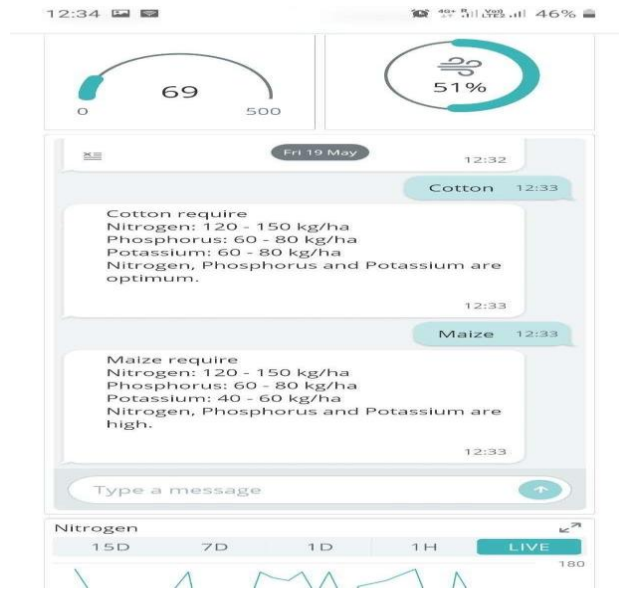 12:34 46%
69
0 500
51%
Fri 19 May
12:32
Cotton 12:33
Cotton require
Nitrogen: 120 - 150 kg/ha
Phosphorus: 60 - 80 kg/ha
Potassium: 60 - 80 kg/ha
Nitrogen, Phosphorus and Potassium are
optimum.
12:33
Maize 12:33
Maize require
Nitrogen: 120 - 150 kg/ha
Phosphorus: 60 - 80 kg/ha
Potassium: 40 - 60 kg/ha
Nitrogen, Phosphorus and Potassium are
high.
12:33
Type a message
Nitrogen
15D 7D 1D 1H LIVE
180